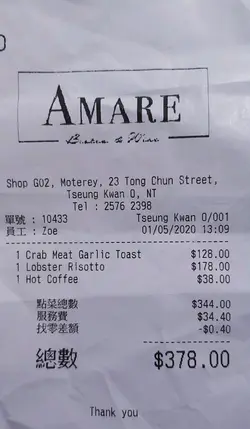 AMARE
Bistro & Wine
Shop G02, Moterey, 23 Tong Chun Street,
Tseung Kwan O, NT
Tel : 2576 2398
單號 : 10433 Tseung Kwan O/001
員工 : Zoe 01/05/2020 13:09
1 Crab Meat Garlic Toast $128.00
1 Lobster Risotto $178.00
1 Hot Coffee $38.00
點菜總數 $344.00
服務費 $34.40
找零差額 -$0.40
總數 $378.00
Thank you